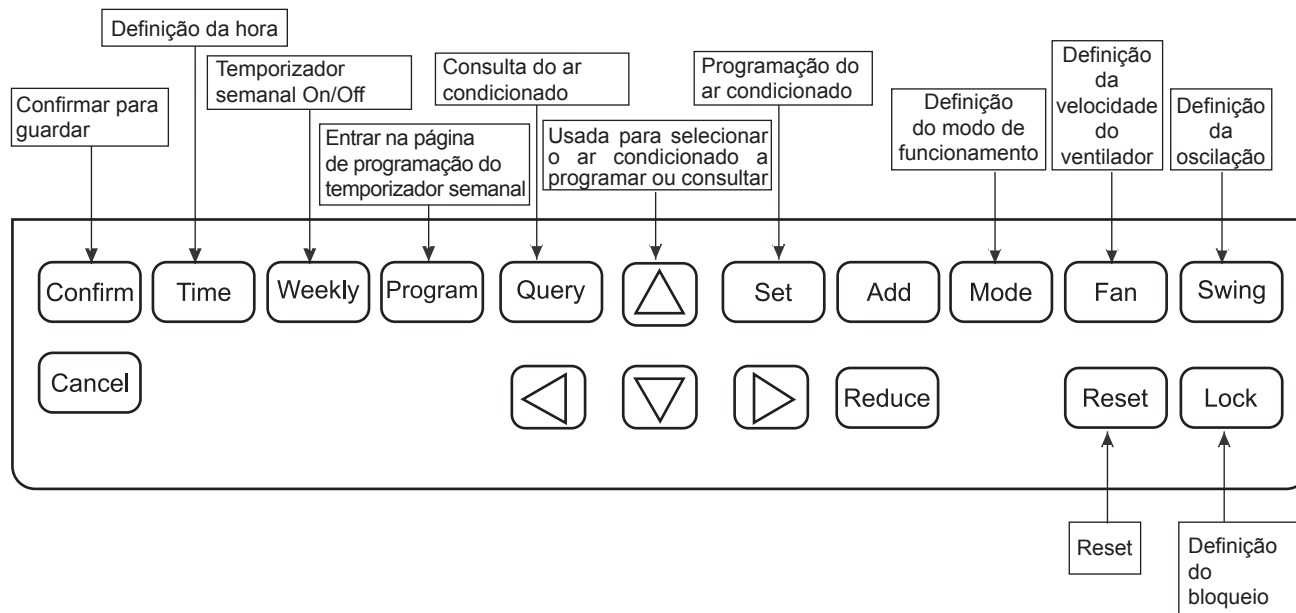 Definição da hora
Temporizador
semanal On/Off
Consulta do ar
condicionado
Programação do
ar condicionado
Definição
da
velocidade
do
ventilador
Confirmar para
guardar
Entrar na página
de programação do
temporizador semanal
Usada para selecionar
o ar condicionado a
programar ou consultar
Definição
do modo de
funcionamento
Definição
da
oscilação
Confirm
Time
Weekly
Program
Query
Set
Add
Mode
Fan
Swing
Cancel
Reduce
Reset
Lock
Reset
Definição
do
bloqueio